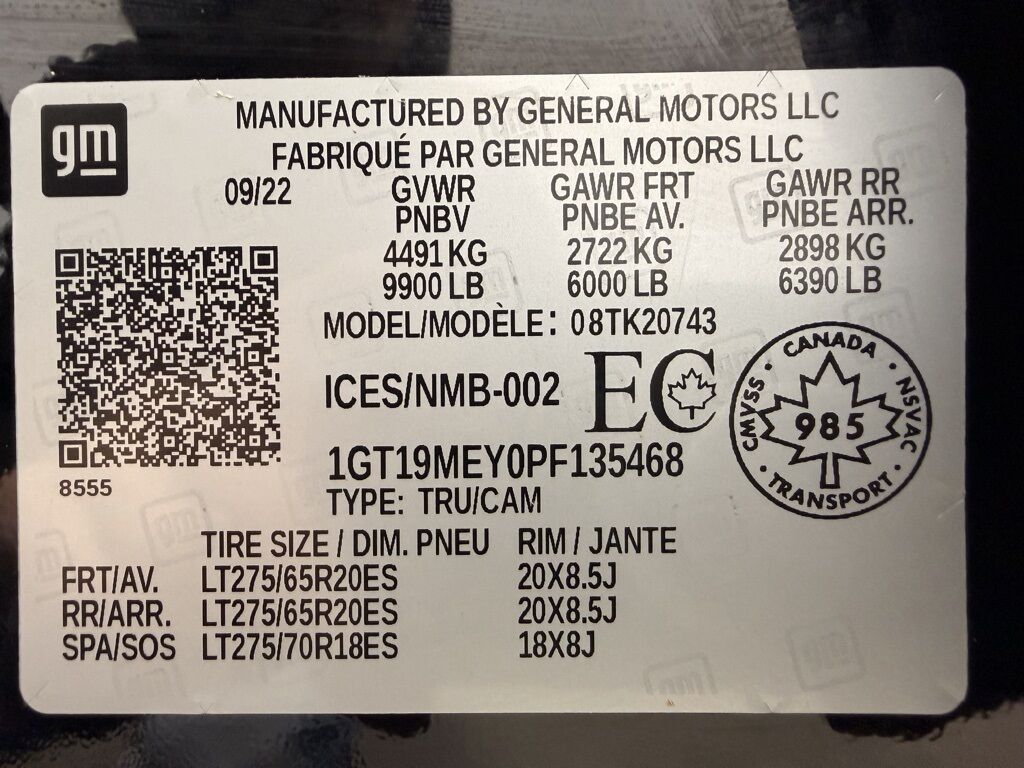 gm
MANUFACTURED BY GENERAL MOTORS LLC
FABRIQUÉ PAR GENERAL MOTORS LLC
09/22 GVWR GAWR FRT GAWR RR
PNBV PNBE AV. PNBE ARR.
4491 KG 2722 KG 2898 KG
9900 LB 6000 LB 6390 LB
MODEL/MODÈLE: 08TK20743
ICES/NMB-002 EC
CANADA
CMVSS · 985 · NSVAC
TRANSPORT
1GT19MEY0PF135468
8555
TYPE: TRU/CAM
TIRE SIZE / DIM. PNEU RIM / JANTE
FRT/AV. LT275/65R20ES 20X8.5J
RR/ARR. LT275/65R20ES 20X8.5J
SPA/SOS LT275/70R18ES 18X8J